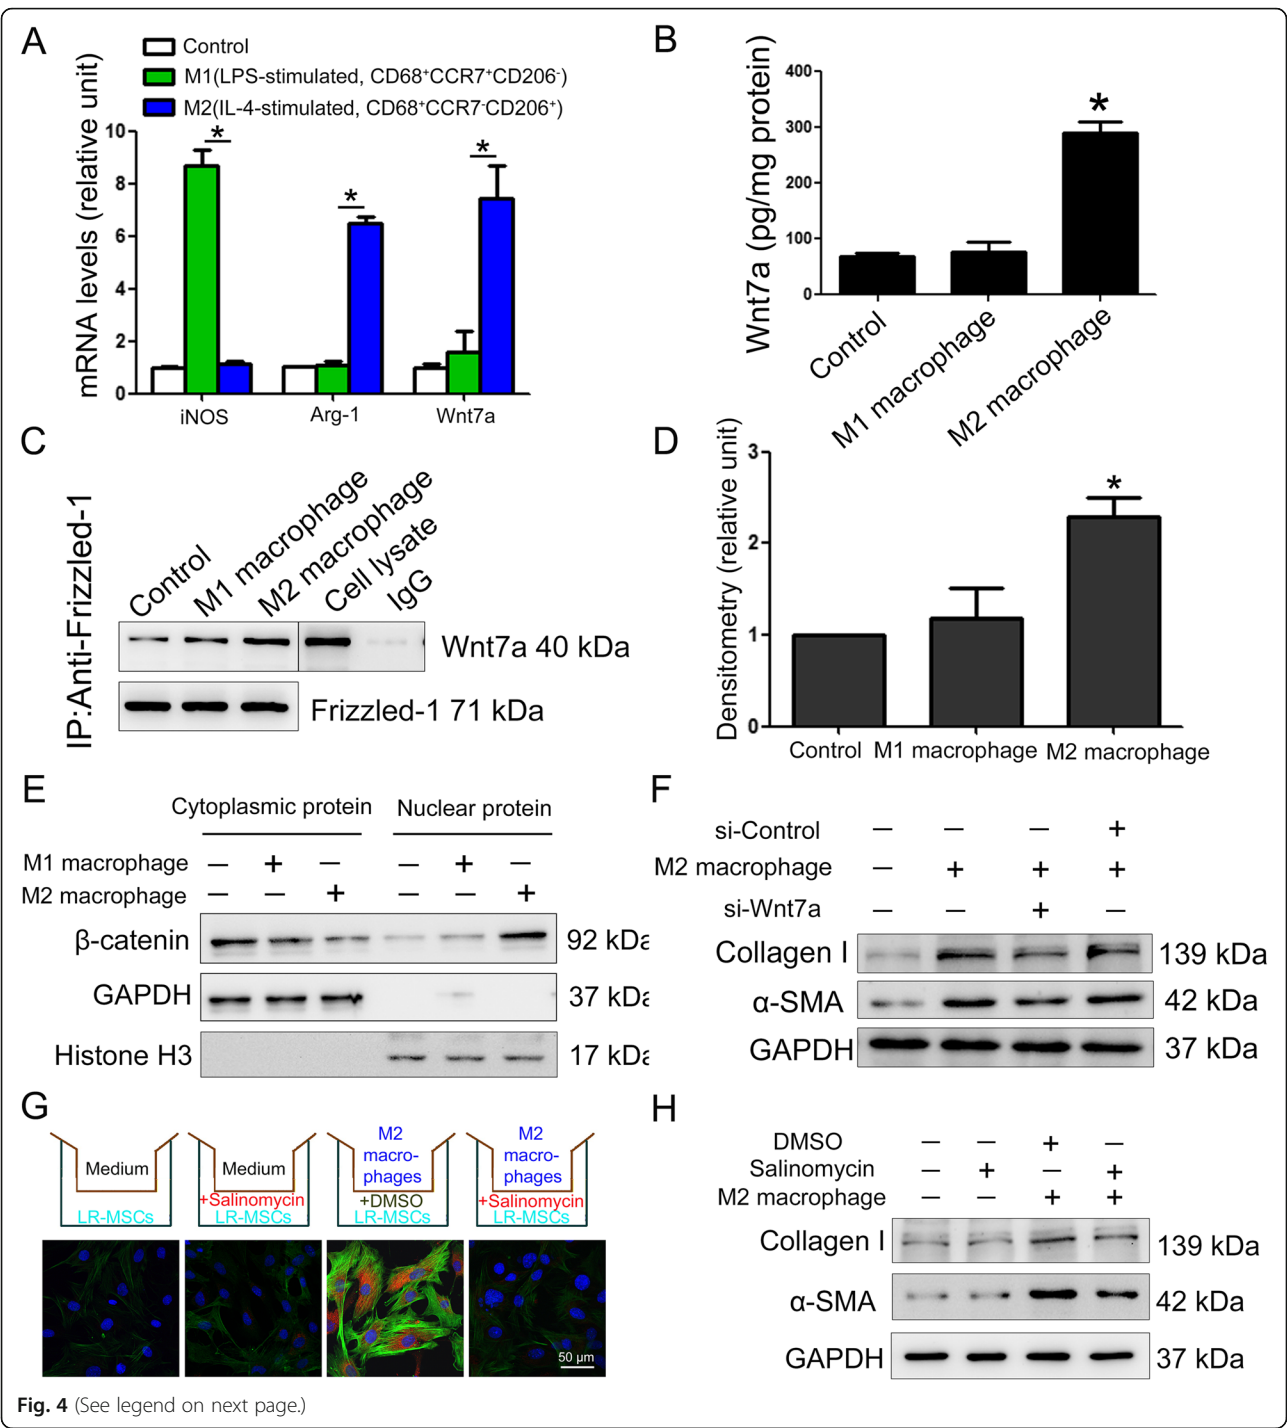 A
Control
M1(LPS-stimulated, CD68+CCR7+CD206-)
M2(IL-4-stimulated, CD68+CCR7-CD206+)
mRNA levels (relative unit)
10
8
6
4
2
0
*
*
*
iNOS
Arg-1
Wnt7a
B
Wnt7a (pg/mg protein)
400
300
200
100
0
*
Control
M1 macrophage
M2 macrophage
C
IP:Anti-Frizzled-1
Control
M1 macrophage
M2 macrophage
Cell lysate
IgG
Wnt7a 40 kDa
Frizzled-1 71 kDa
D
Densitometry (relative unit)
3
2
1
0
*
Control M1 macrophage M2 macrophage
E
Cytoplasmic protein Nuclear protein
M1 macrophage — + — — + —
M2 macrophage — — + — — +
β-catenin 92 kDa
GAPDH 37 kDa
Histone H3 17 kDa
F
si-Control — — — +
M2 macrophage — + + +
si-Wnt7a — — + —
Collagen I 139 kDa
α-SMA 42 kDa
GAPDH 37 kDa
G
Medium
LR-MSCs
Medium
+Salinomycin
LR-MSCs
M2
macro-
phages
+DMSO
LR-MSCs
M2
macro-
phages
+Salinomycin
LR-MSCs
50 µm
H
DMSO — — + —
Salinomycin — + — +
M2 macrophage — — + +
Collagen I 139 kDa
α-SMA 42 kDa
GAPDH 37 kDa
Fig. 4 (See legend on next page.)